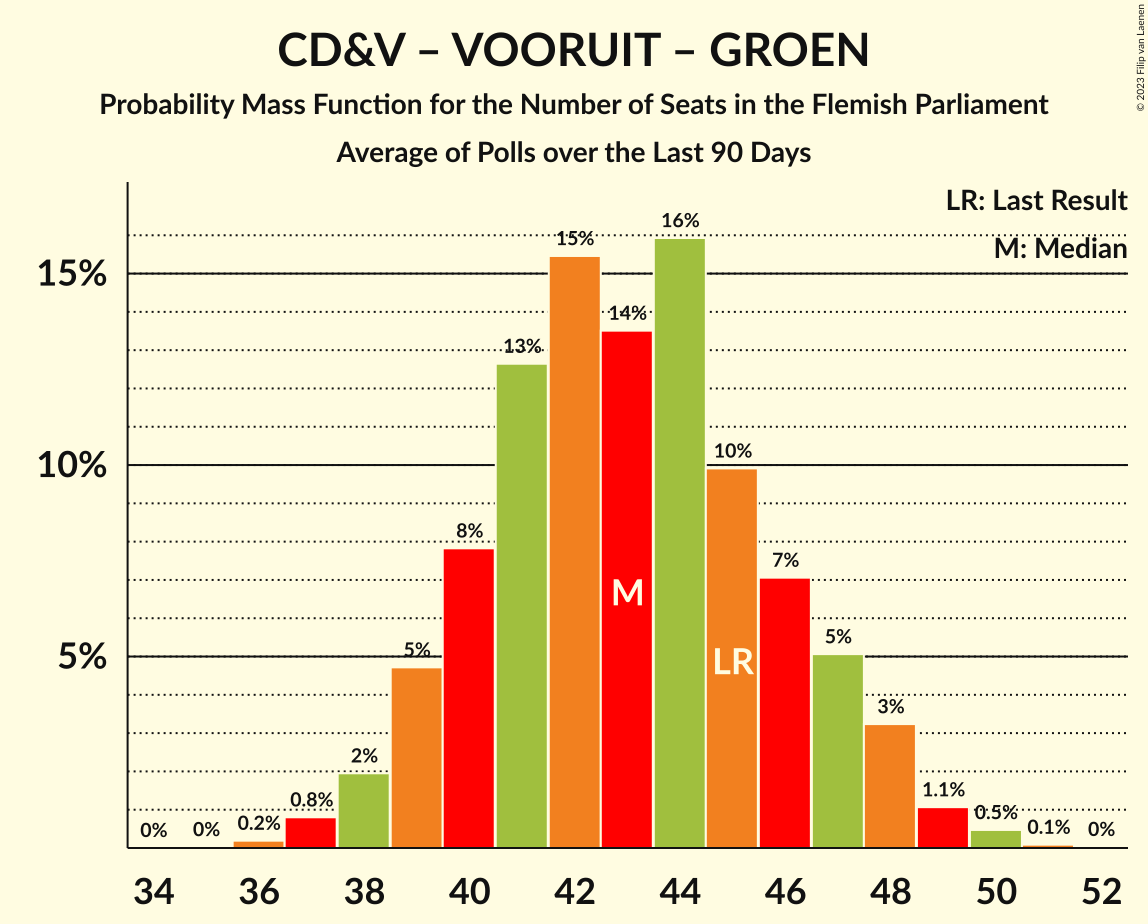 CD&V – VOORUIT – GROEN
Probability Mass Function for the Number of Seats in the Flemish Parliament
Average of Polls over the Last 90 Days
© 2023 Filip van Laenen
LR: Last Result
M: Median
15%
10%
5%
0%
0%
0.2%
0.8%
2%
5%
8%
13%
15%
14%
16%
10%
7%
5%
3%
1.1%
0.5%
0.1%
0%
M
LR
34 36 38 40 42 44 46 48 50 52